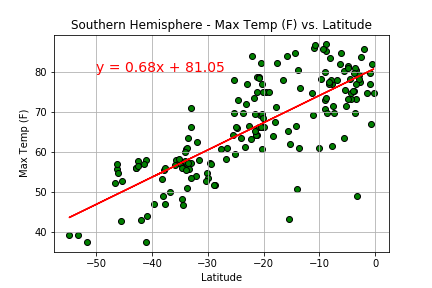 Southern Hemisphere - Max Temp (F) vs. Latitude
y = 0.68x + 81.05
Max Temp (F)
80
70
60
50
40
−50
−40
−30
−20
−10
0
Latitude